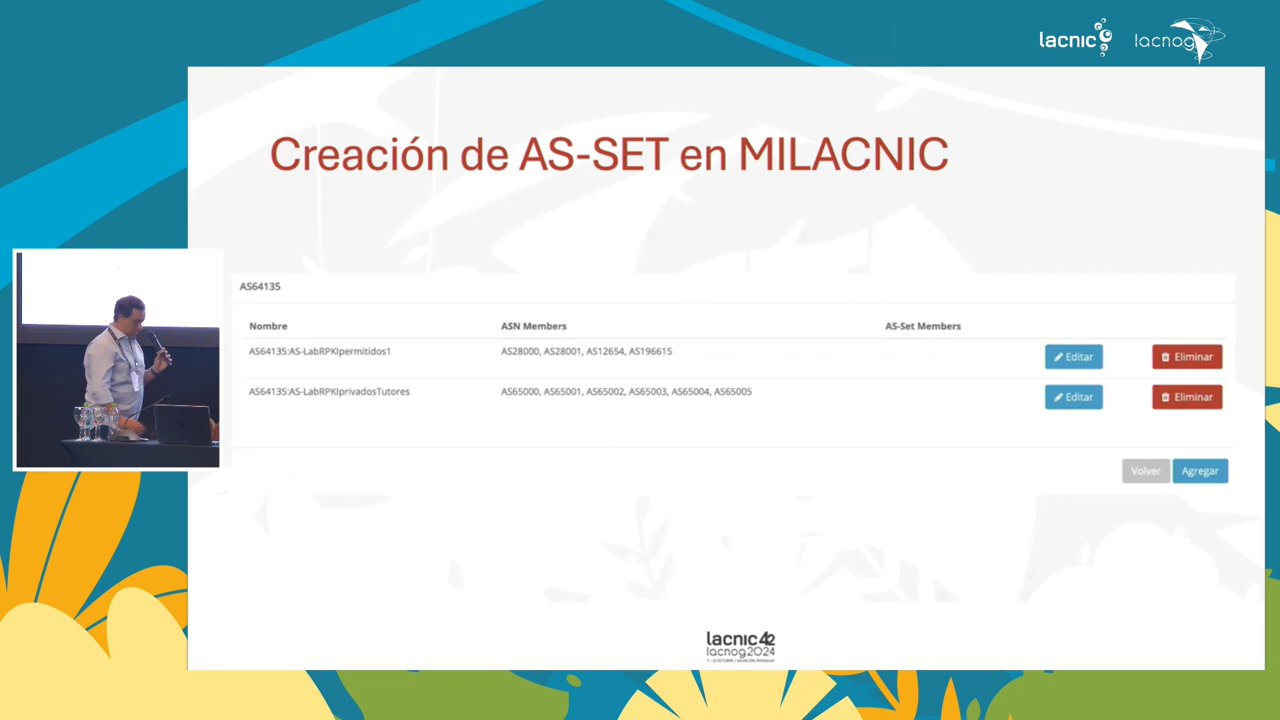 lacnic
lacnog
Creación de AS-SET en MILACNIC
AS64135
Nombre ASN Members AS-Set Members
AS64135:AS-LabRPKIpermitidos1 AS28000, AS28001, AS12654, AS196615 Editar Eliminar
AS64135:AS-LabRPKIprivadosTutores AS65000, AS65001, AS65002, AS65003, AS65004, AS65005 Editar Eliminar
Volver Agregar
lacnic42
lacnog2024